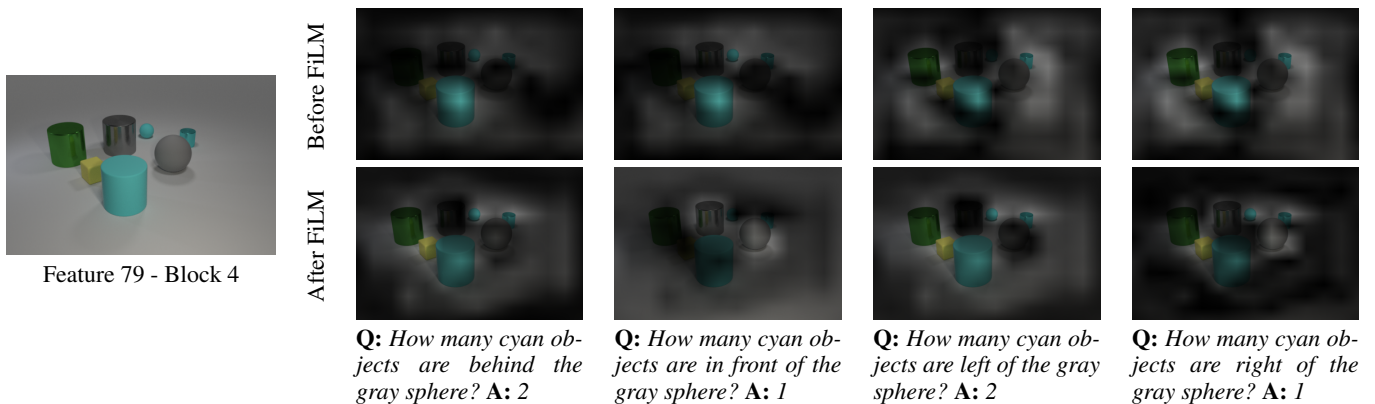 Before FiLM
After FiLM
Feature 79 - Block 4
Q: How many cyan ob-
jects are behind the
gray sphere? A: 2
Q: How many cyan ob-
jects are in front of the
gray sphere? A: 1
Q: How many cyan ob-
jects are left of the gray
sphere? A: 2
Q: How many cyan ob-
jects are right of the
gray sphere? A: 1